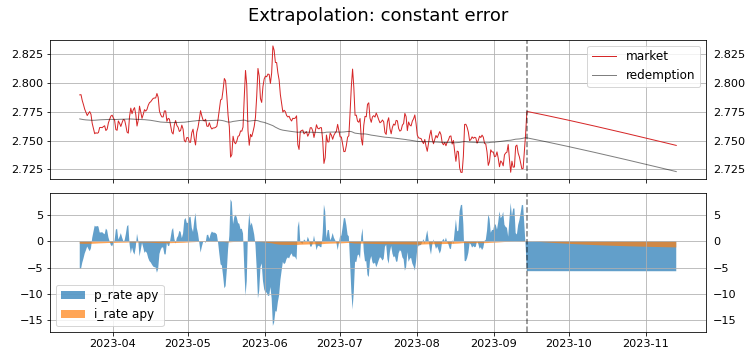 Extrapolation: constant error
2.825 2.825
2.800 2.800
2.775 2.775
2.750 2.750
2.725 2.725
market
redemption
5 5
0 0
−5 −5
−10 −10
−15 −15
p_rate apy
i_rate apy
2023-04 2023-05 2023-06 2023-07 2023-08 2023-09 2023-10 2023-11